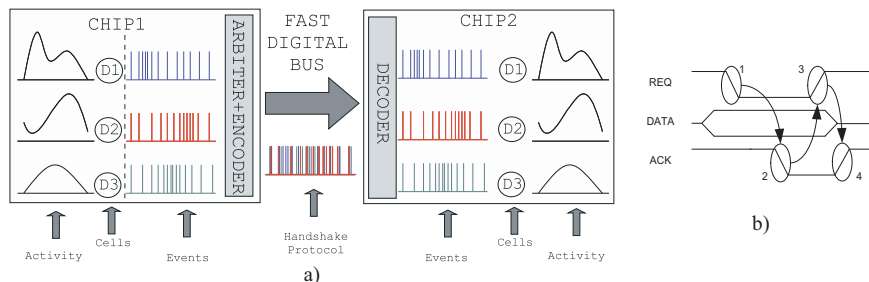 CHIP1
D1
D2
D3
ARBITER+ENCODER
Activity
Cells
Events
FAST
DIGITAL
BUS
Handshake
Protocol
CHIP2
DECODER
D1
D2
D3
Events
Cells
Activity
a)
REQ
DATA
ACK
1
3
2
4
b)